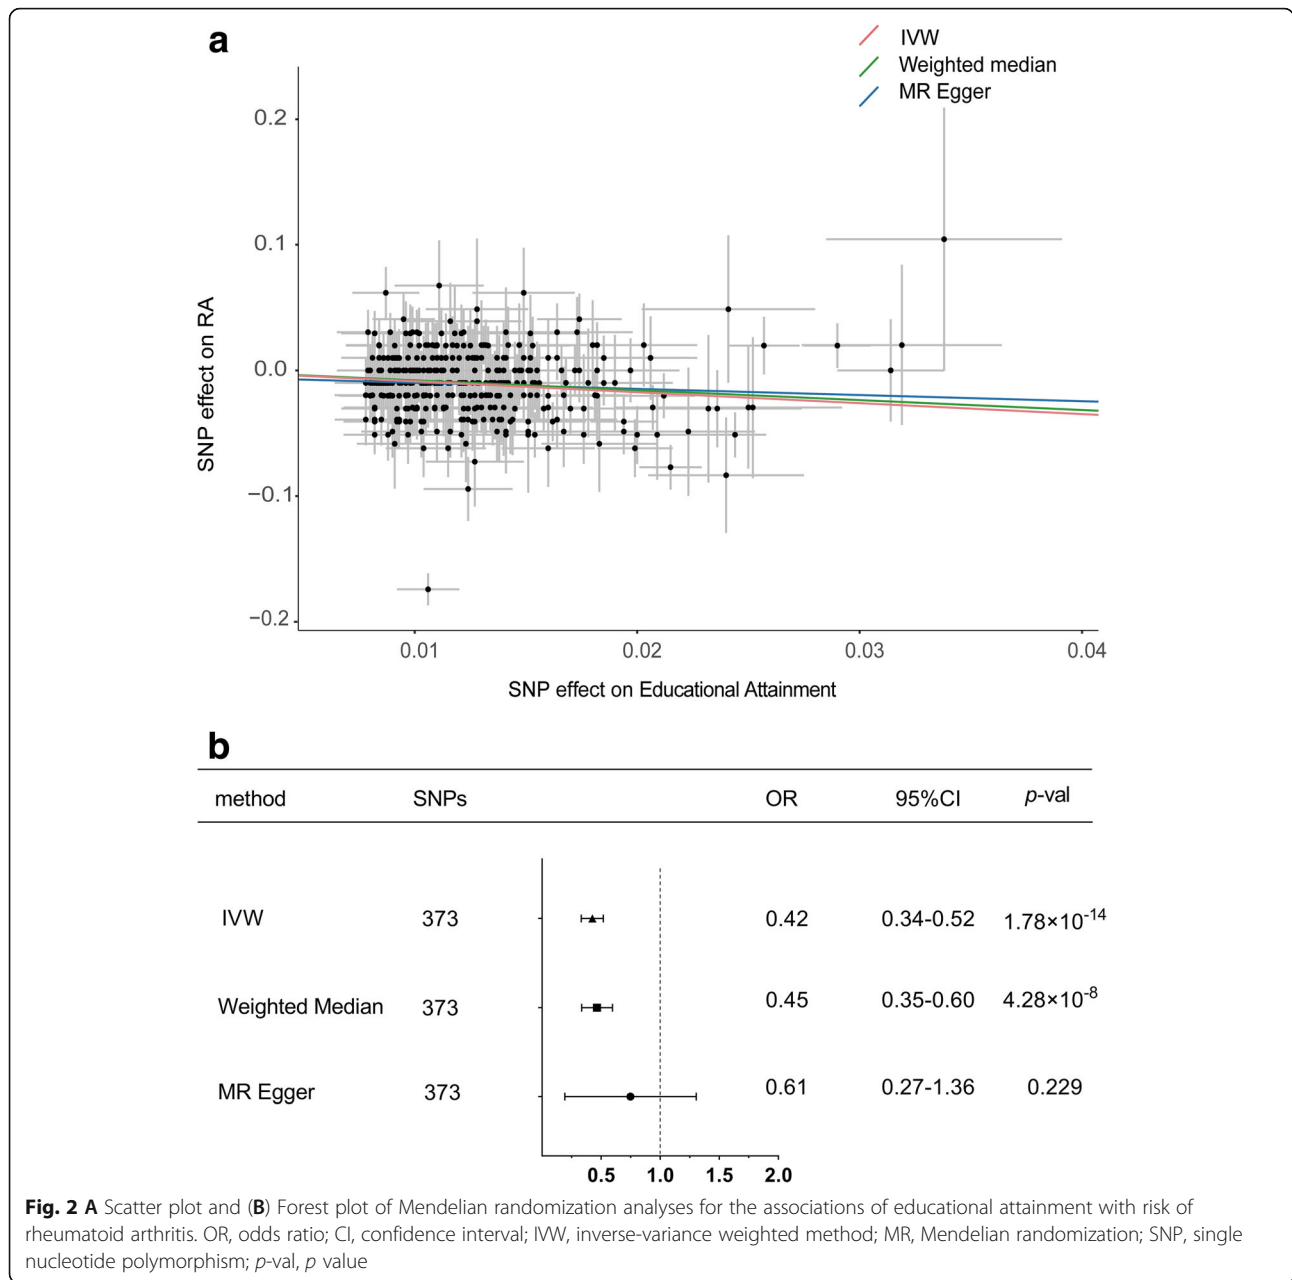 a
IVW
Weighted median
MR Egger
0.2
0.1
0.0
−0.1
−0.2
SNP effect on RA
0.01 0.02 0.03 0.04
SNP effect on Educational Attainment
b
method SNPs OR 95%CI p-val
IVW 373 0.42 0.34-0.52 1.78×10-14
Weighted Median 373 0.45 0.35-0.60 4.28×10-8
MR Egger 373 0.61 0.27-1.36 0.229
0.5 1.0 1.5 2.0
Fig. 2 A Scatter plot and (B) Forest plot of Mendelian randomization analyses for the associations of educational attainment with risk of
rheumatoid arthritis. OR, odds ratio; CI, confidence interval; IVW, inverse-variance weighted method; MR, Mendelian randomization; SNP, single
nucleotide polymorphism; p-val, p value